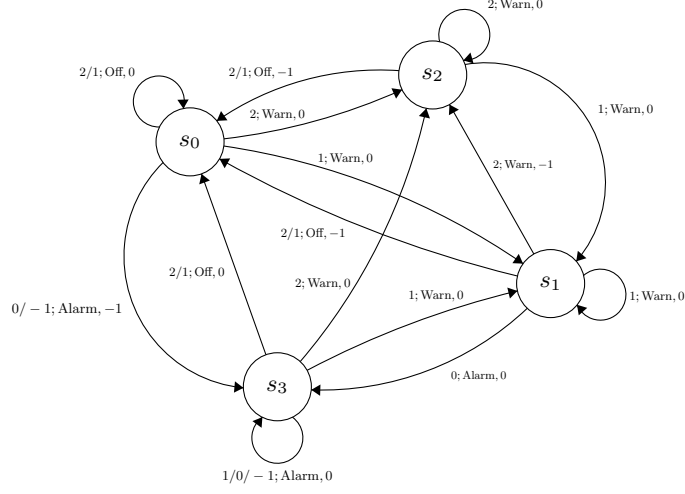 2; Warn, 0
s2
2/1; Off, 0
2/1; Off, −1
2; Warn, 0
1; Warn, 0
s0
1; Warn, 0
2; Warn, −1
2/1; Off, −1
2/1; Off, 0
2; Warn, 0
s1
1; Warn, 0
1; Warn, 0
0/ − 1; Alarm, −1
s3
0; Alarm, 0
1/0/ − 1; Alarm, 0